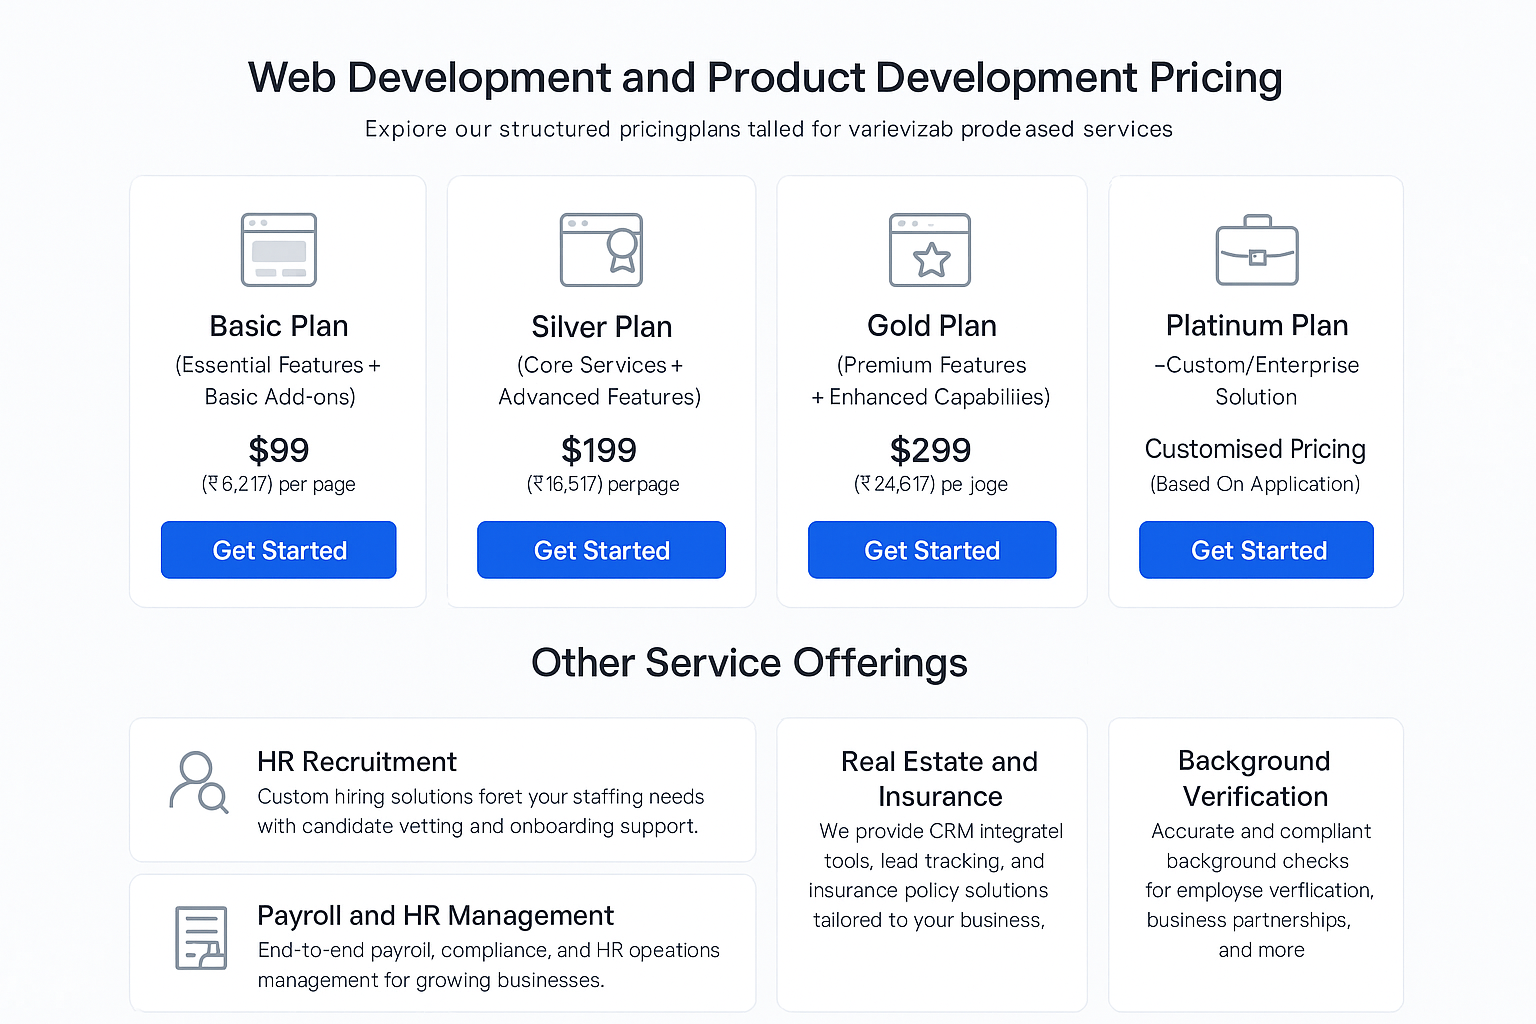 Web Development and Product Development Pricing
Expiore our structured pricingplans talled for varievizab prodeased services
Basic Plan
(Essential Features +
Basic Add-ons)
$99
(₹6,217) per page
Get Started
Silver Plan
(Core Services +
Advanced Features)
$199
(₹16,517) perpage
Get Started
Gold Plan
(Premium Features
+ Enhanced Capabiliies)
$299
(₹24,617) pe joge
Get Started
Platinum Plan
–Custom/Enterprise
Solution
Customised Pricing
(Based On Application)
Get Started
Other Service Offerings
HR Recruitment
Custom hiring solutions foret your staffing needs
with candidate vetting and onboarding support.
Payroll and HR Management
End-to-end payroil, compliance, and HR opeations
management for growing businesses.
Real Estate and
Insurance
We provide CRM integratel
tools, lead tracking, and
insurance policy solutions
tailored to your business,
Background
Verification
Accurate and compllant
background checks
for employse verflication,
business partnerships,
and more